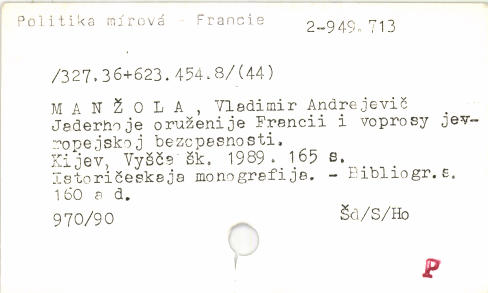 Politika mírová - Francie
2-949.713
/327.36+623.454.8/(44)
M A N Ž O L A , Vladimir Andrejevič
Jadernoje oruženije Francii i voprosy jev-
ropejskoj bezopasnosti.
Kijev, Vyšča šk. 1989. 165 s.
Istoričeskaja monografija. - Bibliogr.s.
160 a d.
970/90
Šd/S/Ho
P